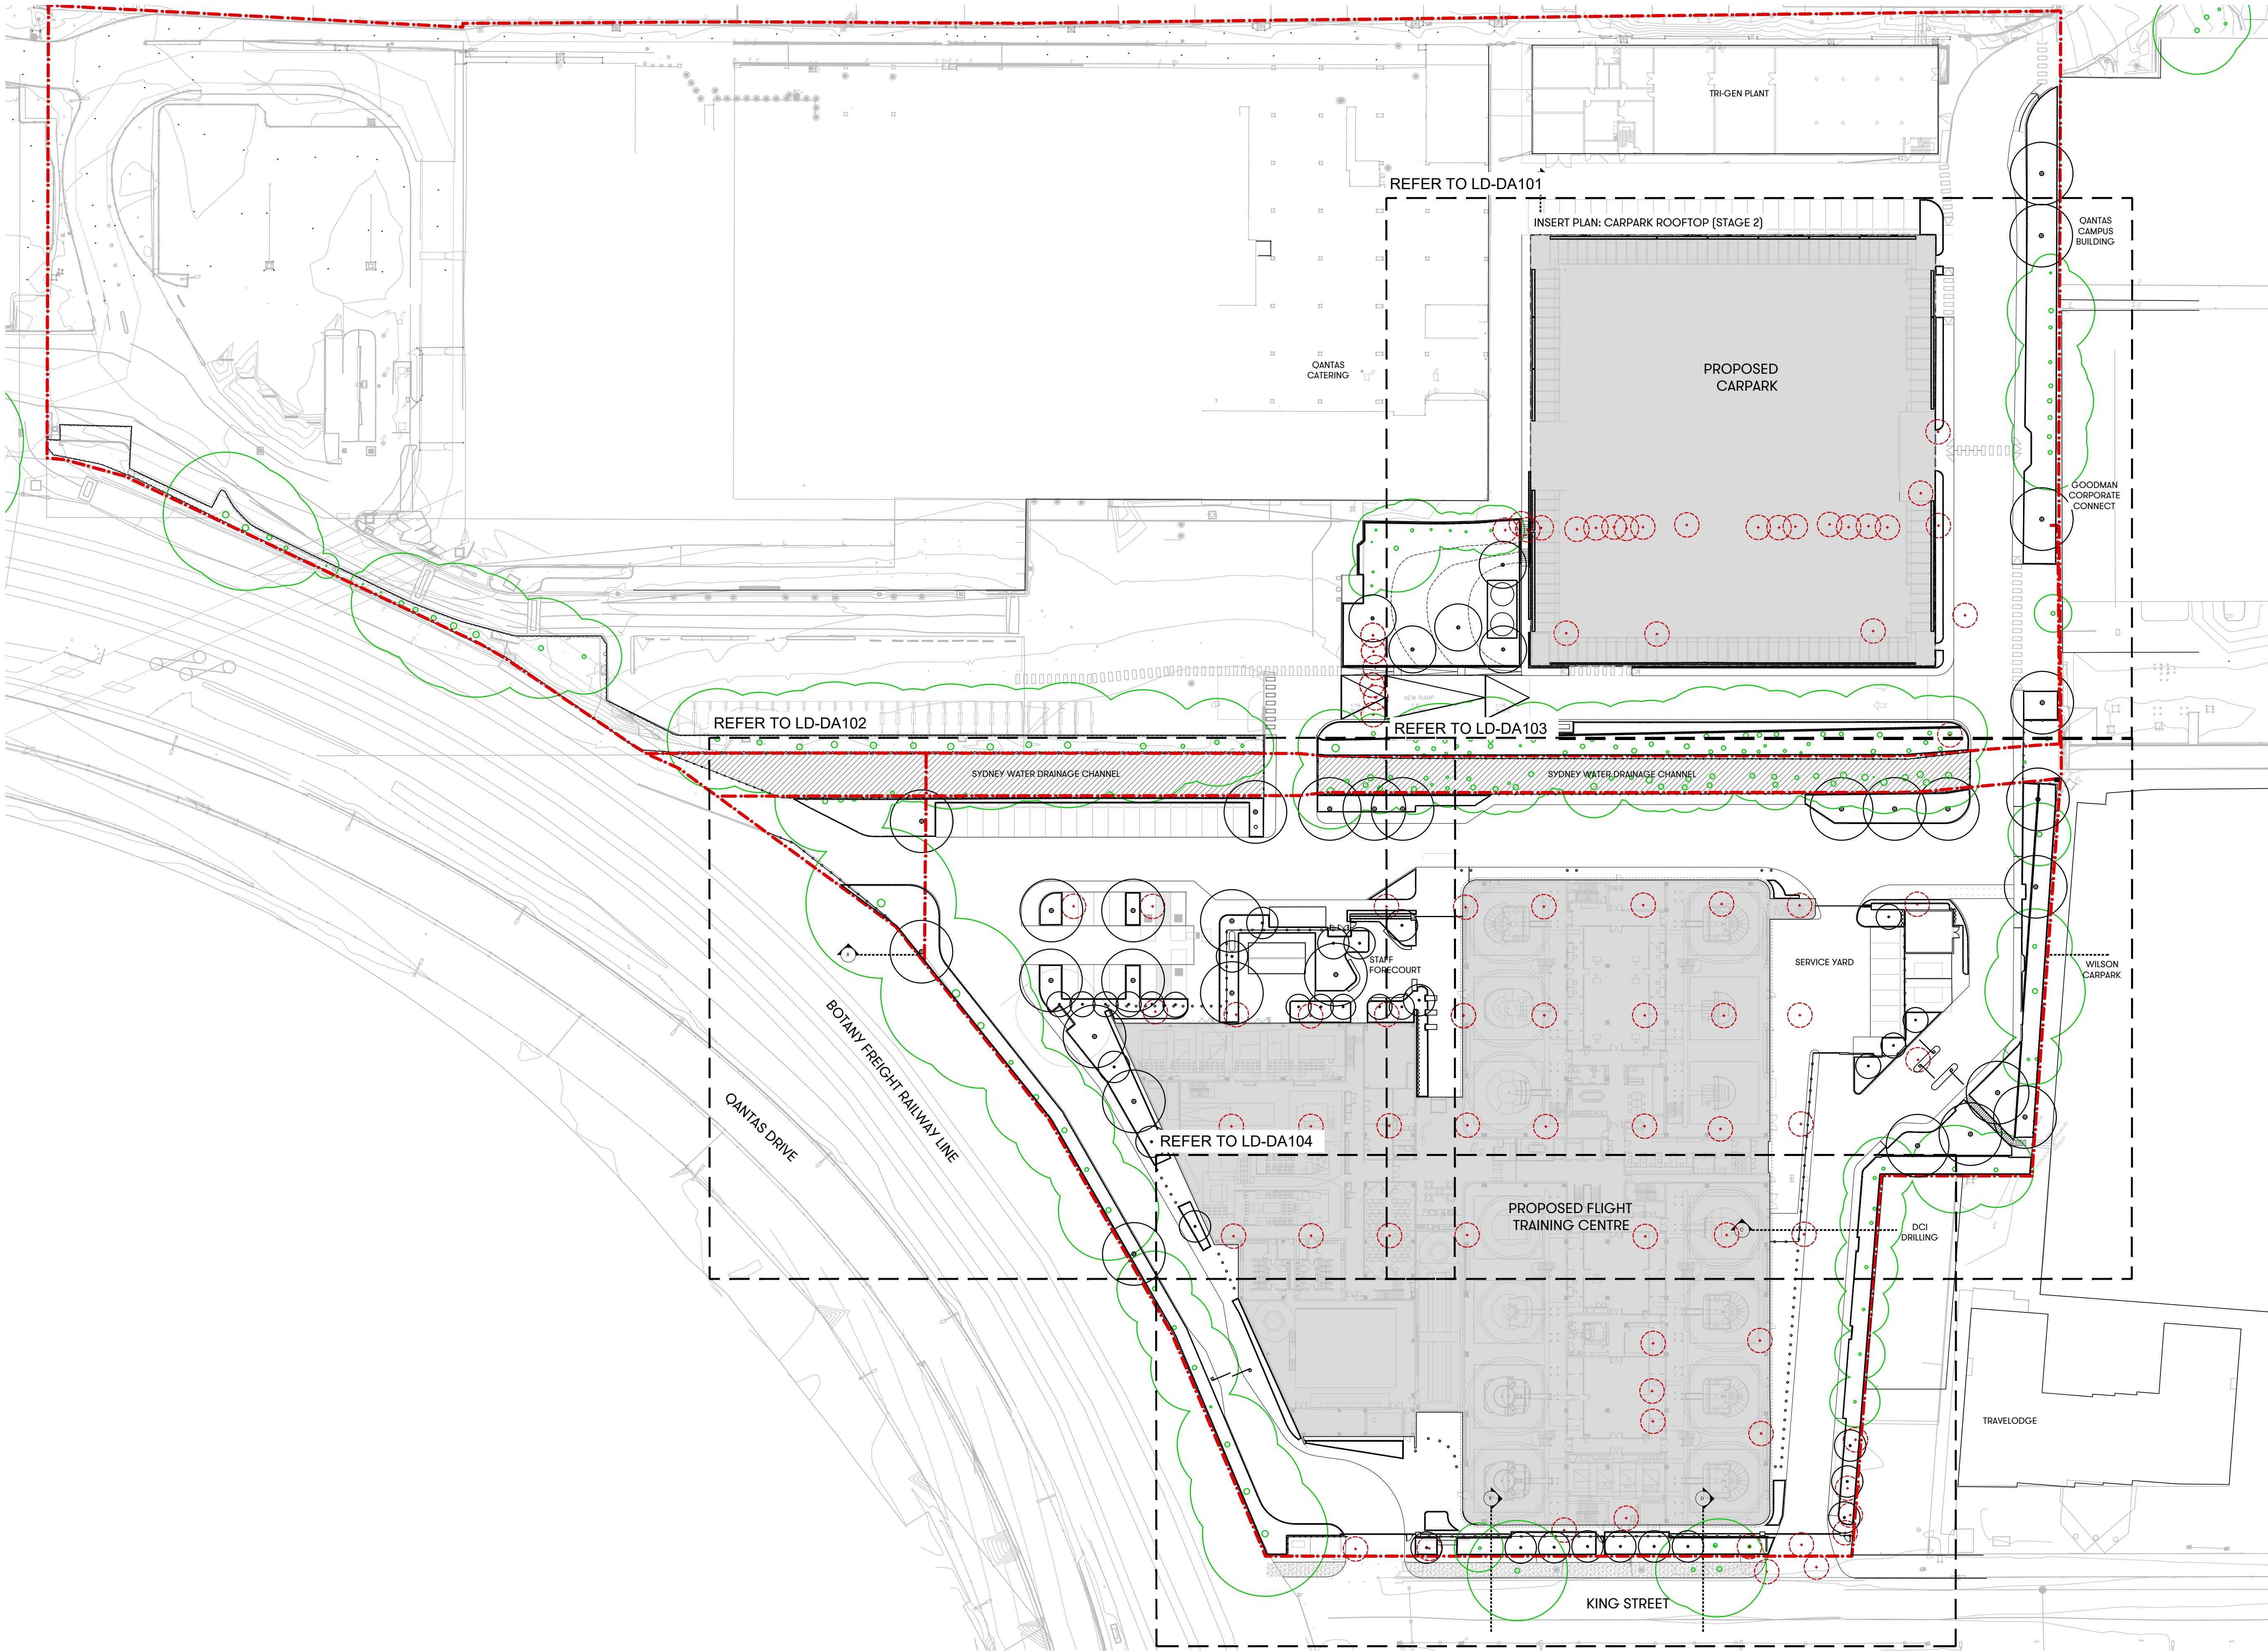 TRI-GEN PLANT
REFER TO LD-DA101
INSERT PLAN: CARPARK ROOFTOP (STAGE 2)
QANTAS
CAMPUS
BUILDING
QANTAS
CATERING
PROPOSED
CARPARK
GOODMAN
CORPORATE
CONNECT
NEW RAMP
REFER TO LD-DA102
REFER TO LD-DA103
SYDNEY WATER DRAINAGE CHANNEL
SYDNEY WATER DRAINAGE CHANNEL
STAFF
FORECOURT
SERVICE YARD
WILSON
CARPARK
BOTANY FREIGHT RAILWAY LINE
QANTAS DRIVE
REFER TO LD-DA104
PROPOSED FLIGHT
TRAINING CENTRE
DCI
DRILLING
TRAVELODGE
KING STREET